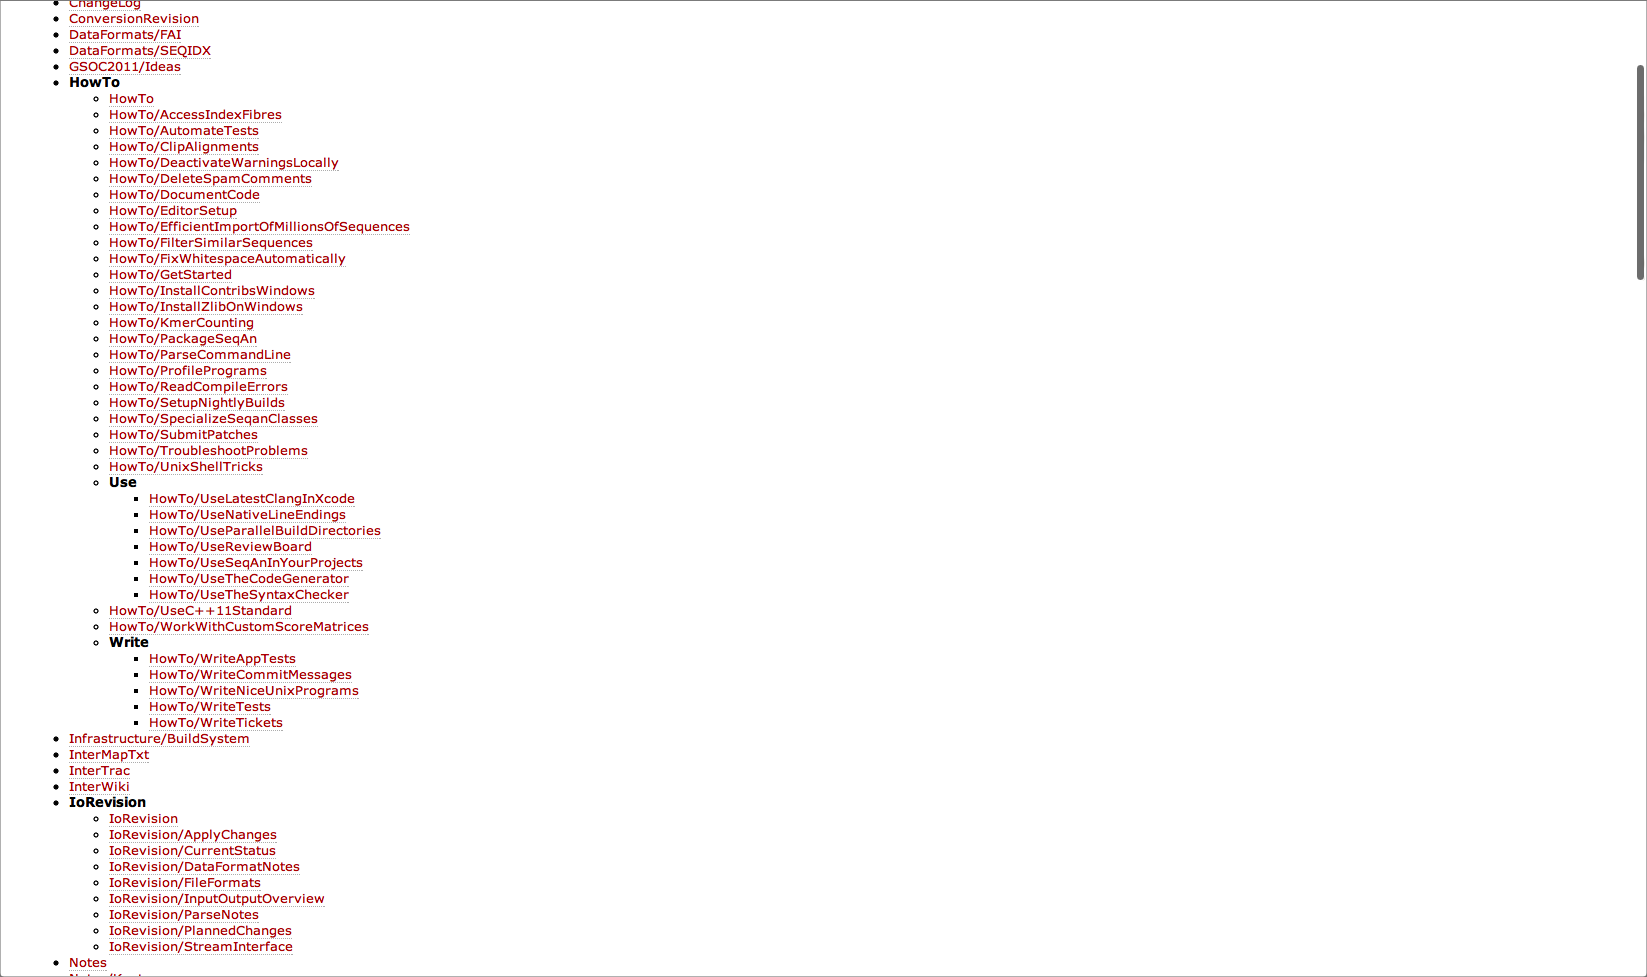 ChangeLog
ConversionRevision
DataFormats/FAI
DataFormats/SEQIDX
GSOC2011/Ideas
HowTo
HowTo
HowTo/AccessIndexFibres
HowTo/AutomateTests
HowTo/ClipAlignments
HowTo/DeactivateWarningsLocally
HowTo/DeleteSpamComments
HowTo/DocumentCode
HowTo/EditorSetup
HowTo/EfficientImportOfMillionsOfSequences
HowTo/FilterSimilarSequences
HowTo/FixWhitespaceAutomatically
HowTo/GetStarted
HowTo/InstallContribsWindows
HowTo/InstallZlibOnWindows
HowTo/KmerCounting
HowTo/PackageSeqAn
HowTo/ParseCommandLine
HowTo/ProfilePrograms
HowTo/ReadCompileErrors
HowTo/SetupNightlyBuilds
HowTo/SpecializeSeqanClasses
HowTo/SubmitPatches
HowTo/TroubleshootProblems
HowTo/UnixShellTricks
Use
HowTo/UseLatestClangInXcode
HowTo/UseNativeLineEndings
HowTo/UseParallelBuildDirectories
HowTo/UseReviewBoard
HowTo/UseSeqAnInYourProjects
HowTo/UseTheCodeGenerator
HowTo/UseTheSyntaxChecker
HowTo/UseC++11Standard
HowTo/WorkWithCustomScoreMatrices
Write
HowTo/WriteAppTests
HowTo/WriteCommitMessages
HowTo/WriteNiceUnixPrograms
HowTo/WriteTests
HowTo/WriteTickets
Infrastructure/BuildSystem
InterMapTxt
InterTrac
InterWiki
IoRevision
IoRevision
IoRevision/ApplyChanges
IoRevision/CurrentStatus
IoRevision/DataFormatNotes
IoRevision/FileFormats
IoRevision/InputOutputOverview
IoRevision/ParseNotes
IoRevision/PlannedChanges
IoRevision/StreamInterface
Notes